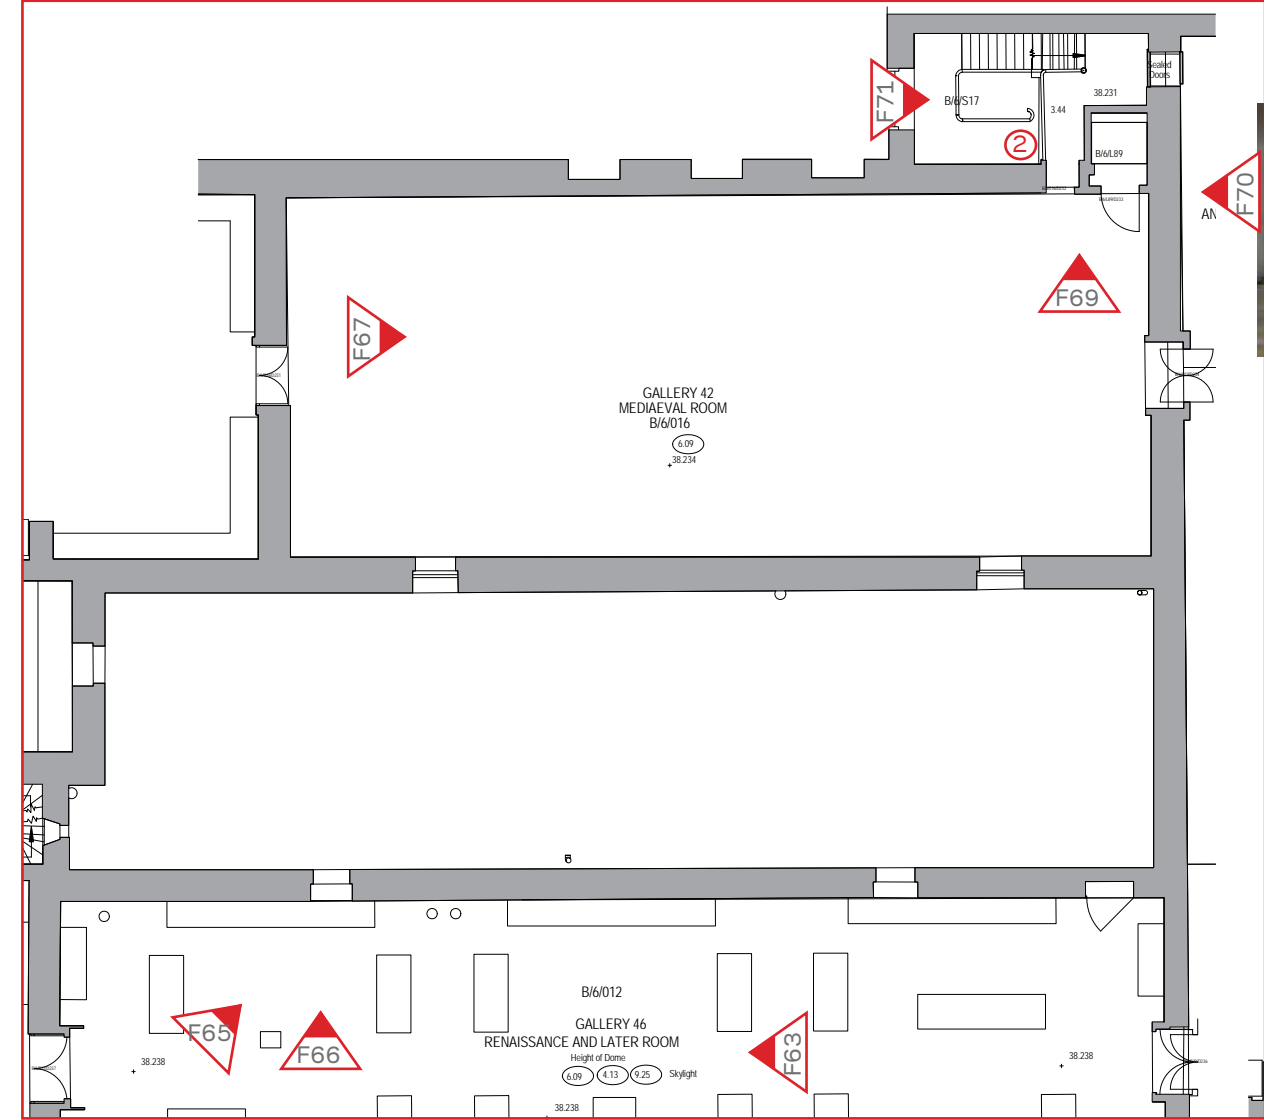 Sealed
Doors
F71
B/6/S17
38.231
3.44
2
B/6/L89
F70
AN
F69
F67
GALLERY 42
MEDIAEVAL ROOM
B/6/016
6.09
38.234
B/6/012
GALLERY 46
RENAISSANCE AND LATER ROOM
Height of Dome
6.09 4.13 9.25 Skylight
F65
F66
F63
38.238
38.238
38.238